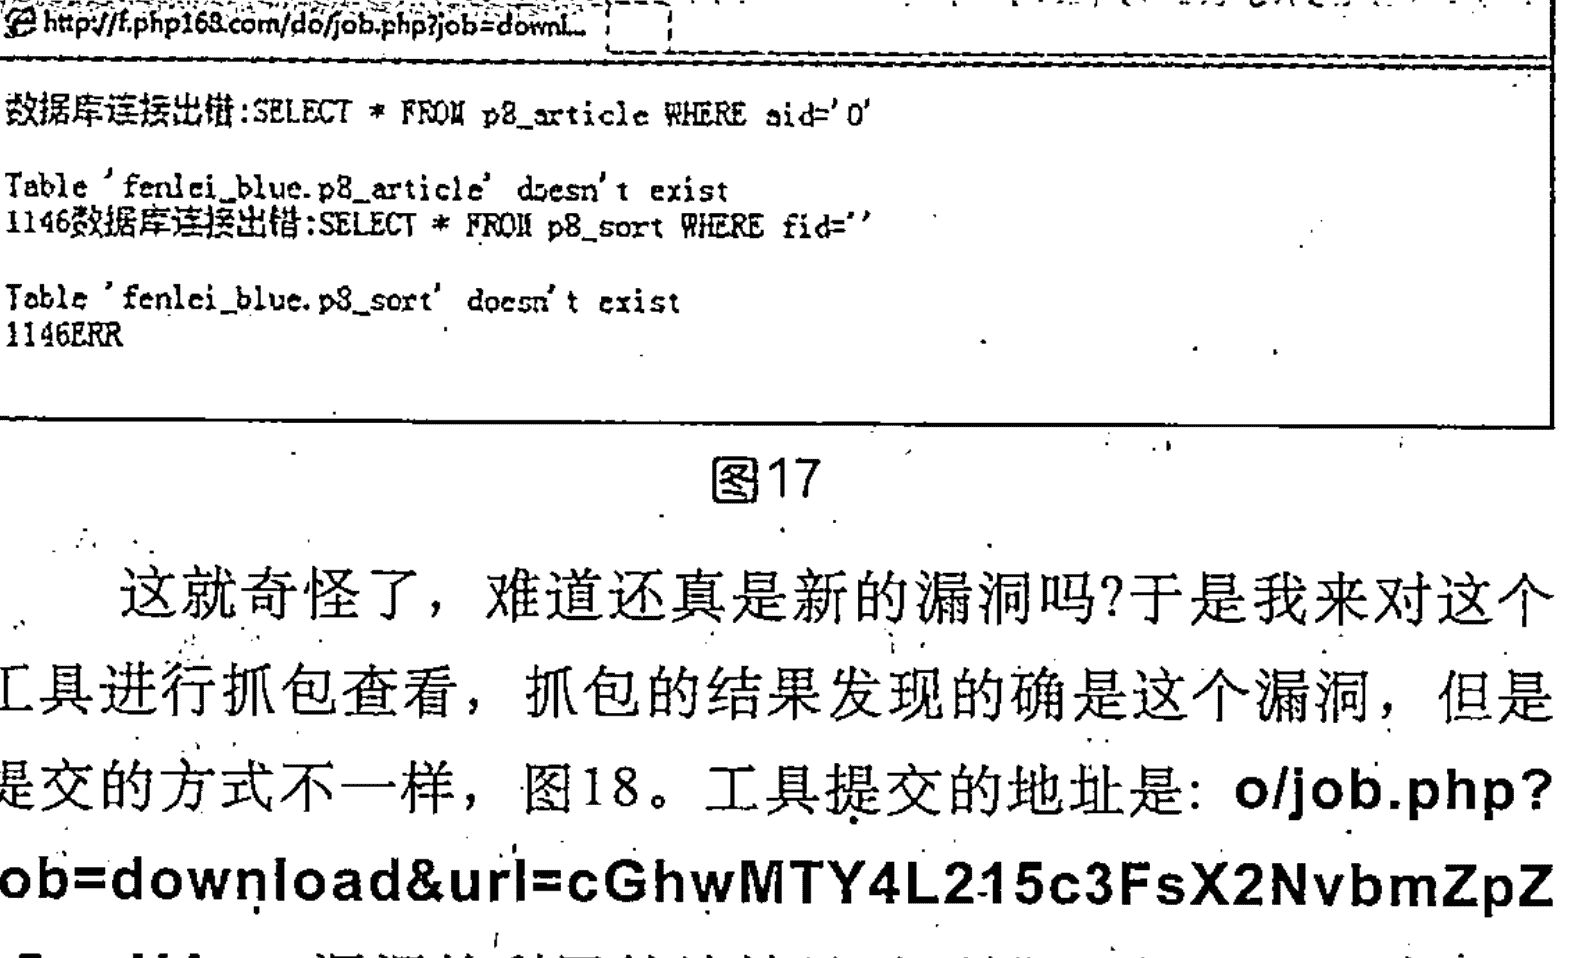 http://f.php168.com/do/job.php?job=downl...
数据库连接出错:SELECT * FROM p8_article WHERE aid='0'
Table 'fenlei_blue.p8_article' doesn't exist
1146数据库连接出错:SELECT * FROM p8_sort WHERE fid=''
Table 'fenlei_blue.p8_sort' doesn't exist
1146ERR
图17
这就奇怪了，难道还真是新的漏洞吗?于是我来对这个
工具进行抓包查看，抓包的结果发现的确是这个漏洞，但是
提交的方式不一样，图18。工具提交的地址是: o/job.php?
ob=download&url=cGhwMTY4L215c3FsX2NvbmZpZ